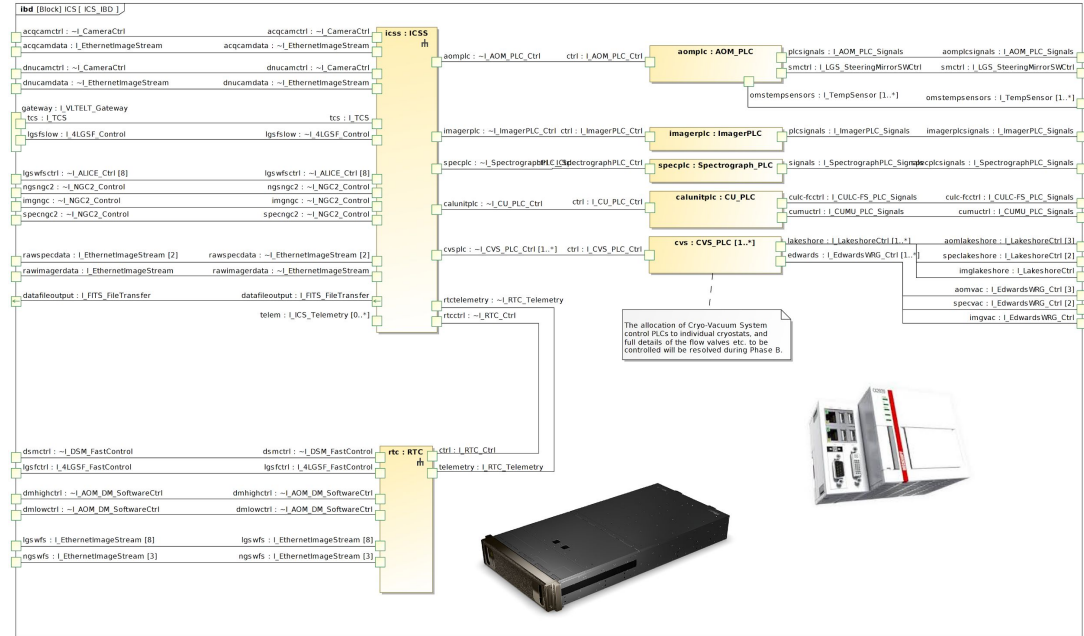 ibd [Block] ICS [ ICS_IBD ]
acqcamctrl : ~I_CameraCtrl
acqcamctrl : ~I_CameraCtrl
acqcamdata : I_EthernetImageStream
acqcamdata : ~I_EthernetImageStream
dnucamctrl : ~I_CameraCtrl
dnucamctrl : ~I_CameraCtrl
dnucamdata : I_EthernetImageStream
dnucamdata : ~I_EthernetImageStream
gateway : I_VLTELT_Gateway
tcs : I_TCS
tcs : I_TCS
lgsfslow : I_4LGSF_Control
lgsfslow : I_4LGSF_Control
lgswfsctrl : ~I_ALICE_Ctrl [8]
lgswfsctrl : ~I_ALICE_Ctrl [8]
ngsngc2 : ~I_NGC2_Control
ngsngc2 : ~I_NGC2_Control
imgngc : ~I_NGC2_Control
imgngc : ~I_NGC2_Control
specngc2 : ~I_NGC2_Control
specngc2 : ~I_NGC2_Control
rawspecdata : I_EthernetImageStream [2]
rawspecdata : ~I_EthernetImageStream [2]
rawimagerdata : I_EthernetImageStream
rawimagerdata : ~I_EthernetImageStream
datafileoutput : I_FITS_FileTransfer
datafileoutput : I_FITS_FileTransfer
telem : I_ICS_Telemetry [0..*]
icss : ICSS
aomplc : ~I_AOM_PLC_Ctrl
ctrl : I_AOM_PLC_Ctrl
aomplc : AOM_PLC
plcsignals : I_AOM_PLC_Signals
aomplcsignals : I_AOM_PLC_Signals
smctrl : I_LGS_SteeringMirrorSWCtrl
smctrl : I_LGS_SteeringMirrorSWCtrl
omstempsensors : I_TempSensor [1..*]
omstempsensors : I_TempSensor [1..*]
imagerplc : ~I_ImagerPLC_Ctrl
ctrl : I_ImagerPLC_Ctrl
imagerplc : ImagerPLC
plcsignals : I_ImagerPLC_Signals
imagerplcsignals : I_ImagerPLC_Signals
specplc : ~I_SpectrographPLC_Ctrl
I_SpectrographPLC_Ctrl
specplc : Spectrograph_PLC
signals : I_SpectrographPLC_Signals
specplcsignals : I_SpectrographPLC_Signals
calunitplc : ~I_CU_PLC_Ctrl
ctrl : I_CU_PLC_Ctrl
calunitplc : CU_PLC
culc-fcctrl : I_CULC-FS_PLC_Signals
culc-fcctrl : I_CULC-FS_PLC_Signals
cumuctrl : I_CUMU_PLC_Signals
cumuctrl : I_CUMU_PLC_Signals
cvsplc : ~I_CVS_PLC_Ctrl [1..*]
ctrl : I_CVS_PLC_Ctrl
cvs : CVS_PLC [1..*]
lakeshore : I_LakeshoreCtrl [1..*]
aomlakeshore : I_LakeshoreCtrl [3]
edwards : I_EdwardsWRG_Ctrl [1..*]
speclakeshore : I_LakeshoreCtrl [2]
imglakeshore : I_LakeshoreCtrl
aomvac : I_EdwardsWRG_Ctrl [3]
specvac : I_EdwardsWRG_Ctrl [2]
imgvac : I_EdwardsWRG_Ctrl
rtctelemetry : ~I_RTC_Telemetry
rtcctrl : ~I_RTC_Ctrl
The allocation of Cryo-Vacuum System
control PLCs to individual cryostats, and
full details of the flow valves etc. to be
controlled will be resolved during Phase B.
dsmctrl : I_DSM_FastControl
dsmctrl : I_DSM_FastControl
lgsfctrl : I_4LGSF_FastControl
lgsfctrl : I_4LGSF_FastControl
dmhighctrl : ~I_AOM_DM_SoftwareCtrl
dmhighctrl : ~I_AOM_DM_SoftwareCtrl
dmlowctrl : ~I_AOM_DM_SoftwareCtrl
dmlowctrl : ~I_AOM_DM_SoftwareCtrl
lgswfs : I_EthernetImageStream [8]
lgswfs : I_EthernetImageStream [8]
ngswfs : I_EthernetImageStream [3]
ngswfs : I_EthernetImageStream [3]
rtc : RTC
ctrl : I_RTC_Ctrl
telemetry : I_RTC_Telemetry